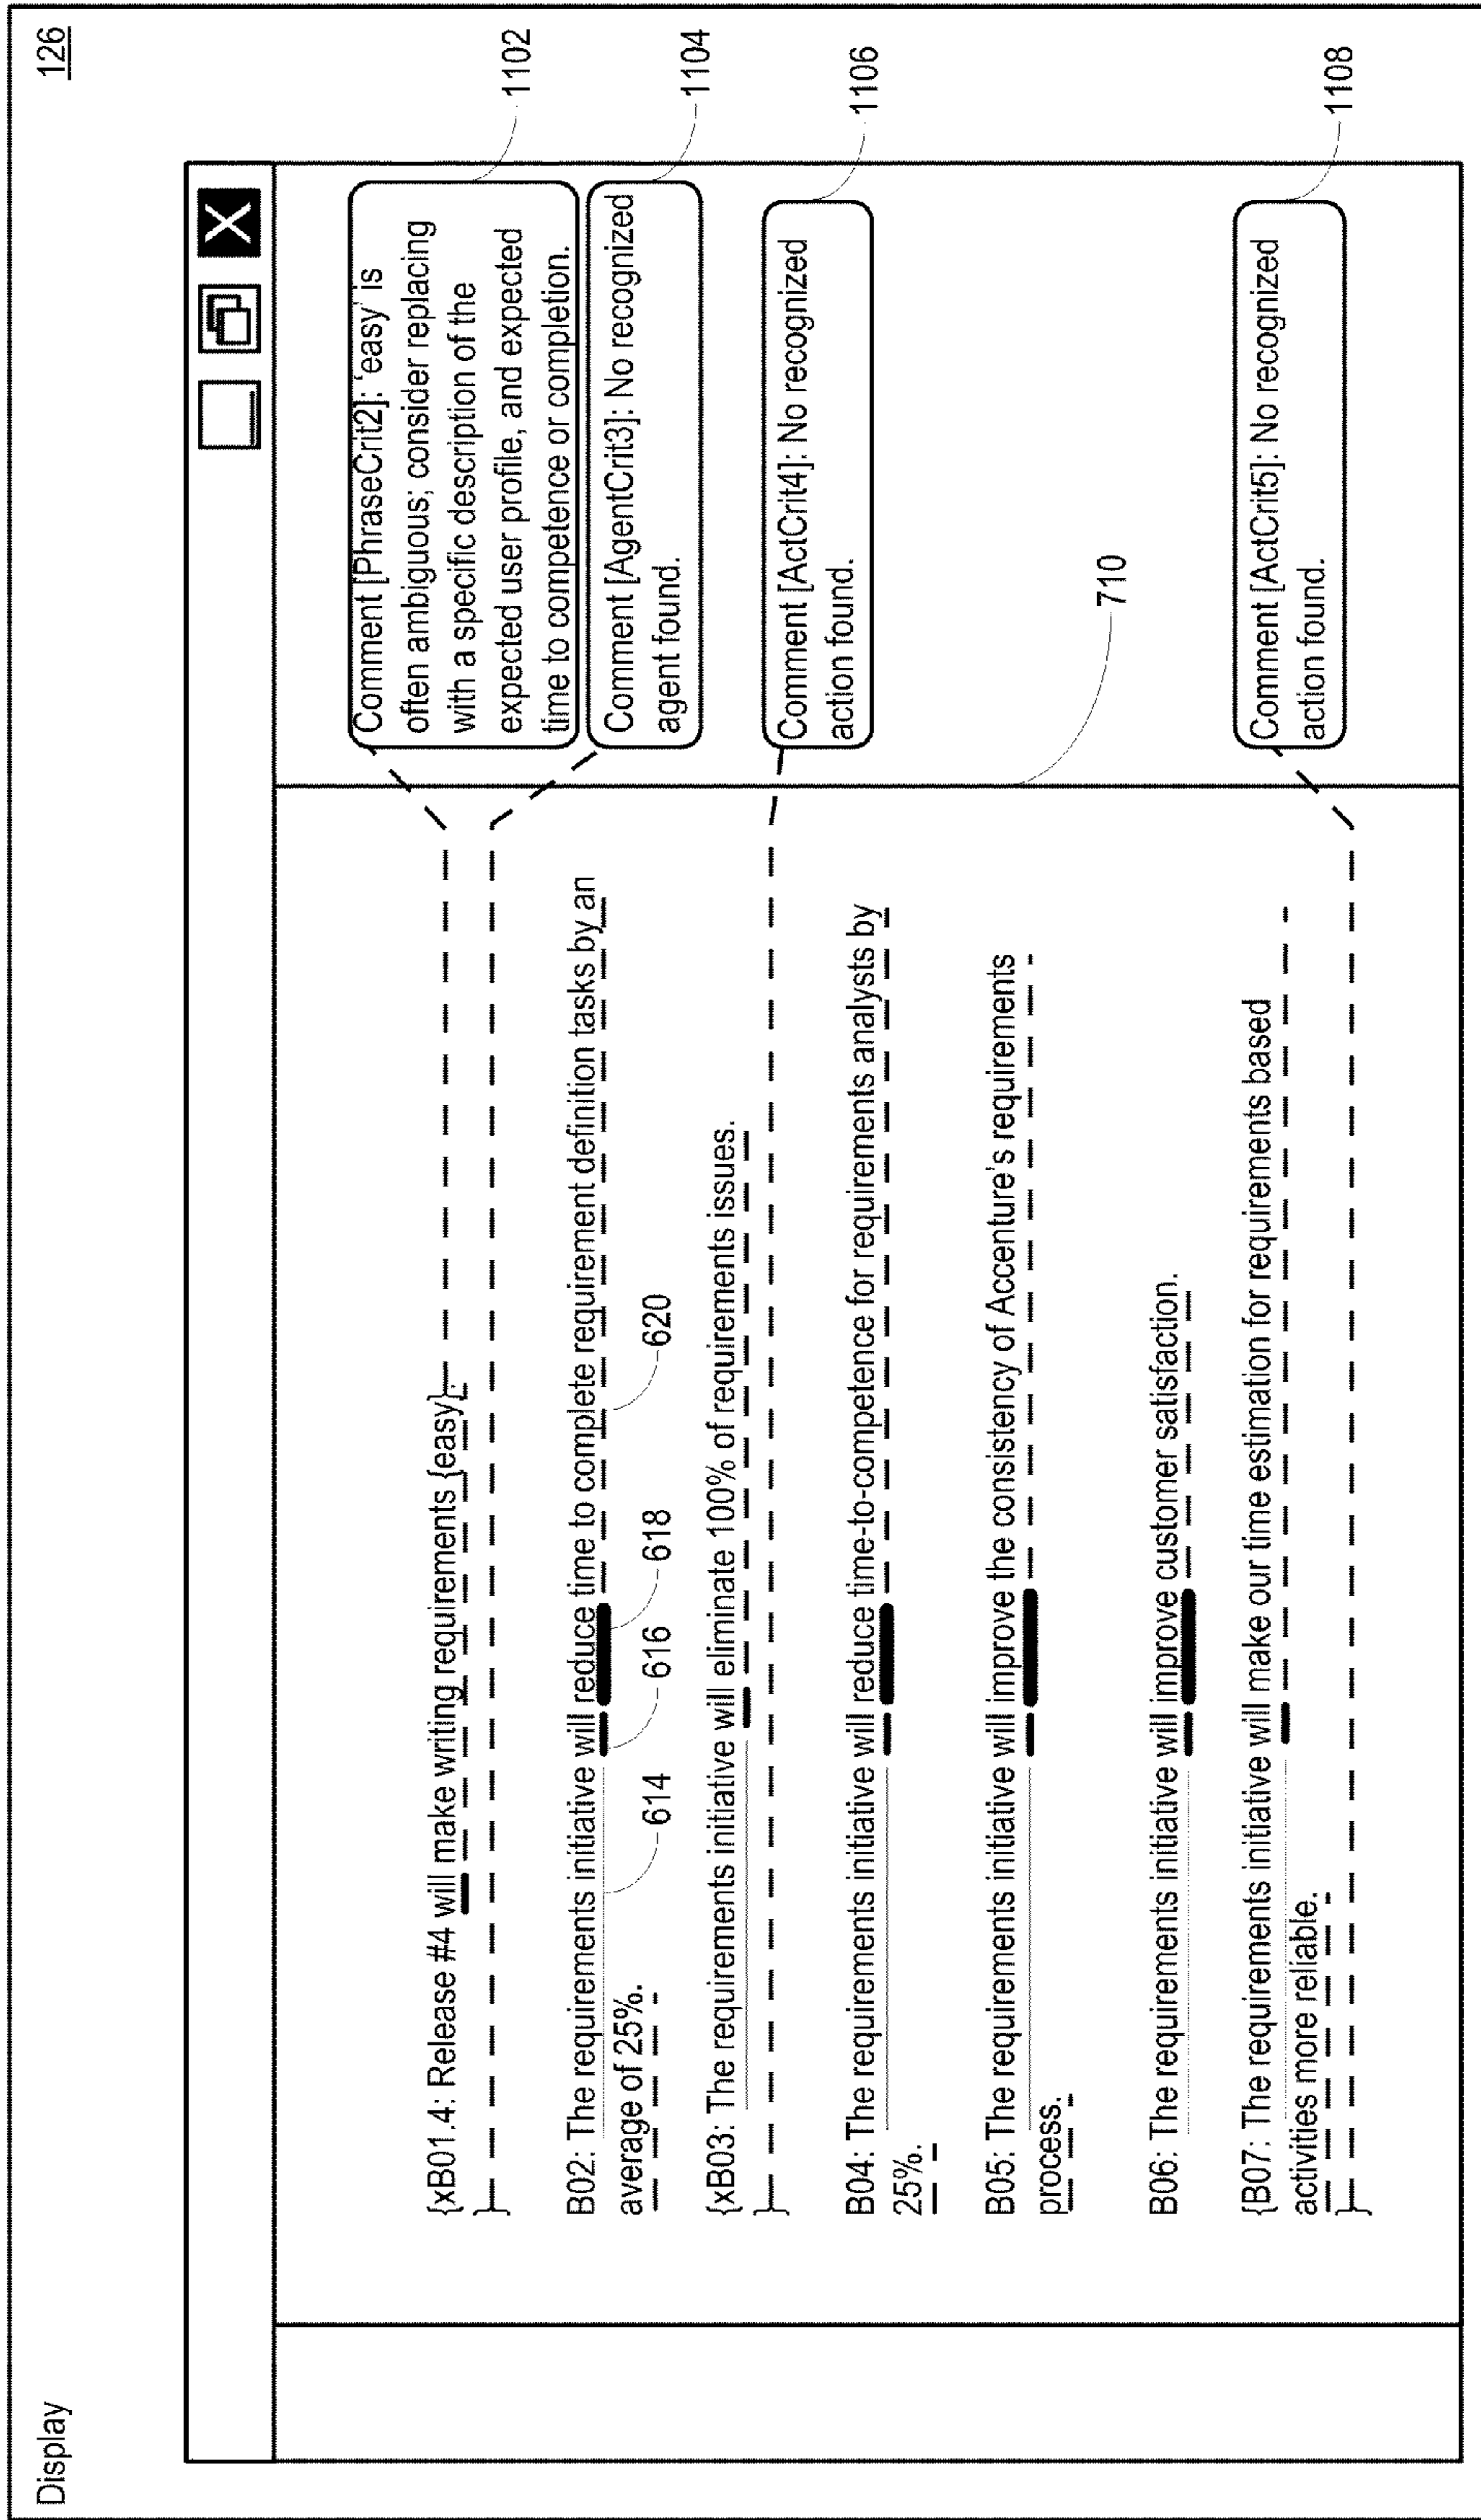 Display
126
Comment [PhraseCrit2]: 'easy' is
often ambiguous; consider replacing
with a specific description of the
expected user profile, and expected
time to competence or completion.
1102
Comment [AgentCrit3]: No recognized
agent found.
1104
Comment [ActCrit4]: No recognized
action found.
1106
Comment [ActCrit5]: No recognized
action found.
1108
710
{xB01.4: Release #4 will make writing requirements {easy}.
}
B02: The requirements initiative will reduce time to complete requirement definition tasks by an
average of 25%.
614
616
618
620
{xB03: The requirements initiative will eliminate 100% of requirements issues.
}
B04: The requirements initiative will reduce time-to-competence for requirements analysts by
25%.
B05: The requirements initiative will improve the consistency of Accenture's requirements
process.
B06: The requirements initiative will improve customer satisfaction.
{B07: The requirements initiative will make our time estimation for requirements based
activities more reliable.
}